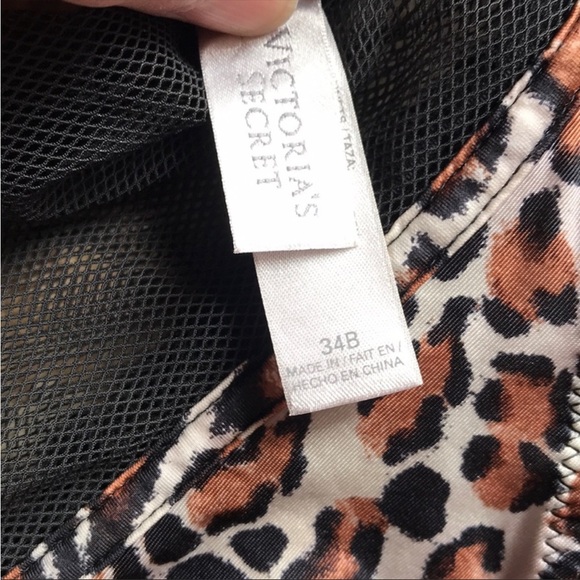 VICTORIA'S
SECRET
34B
MADE IN / FAIT EN /
HECHO EN CHINA